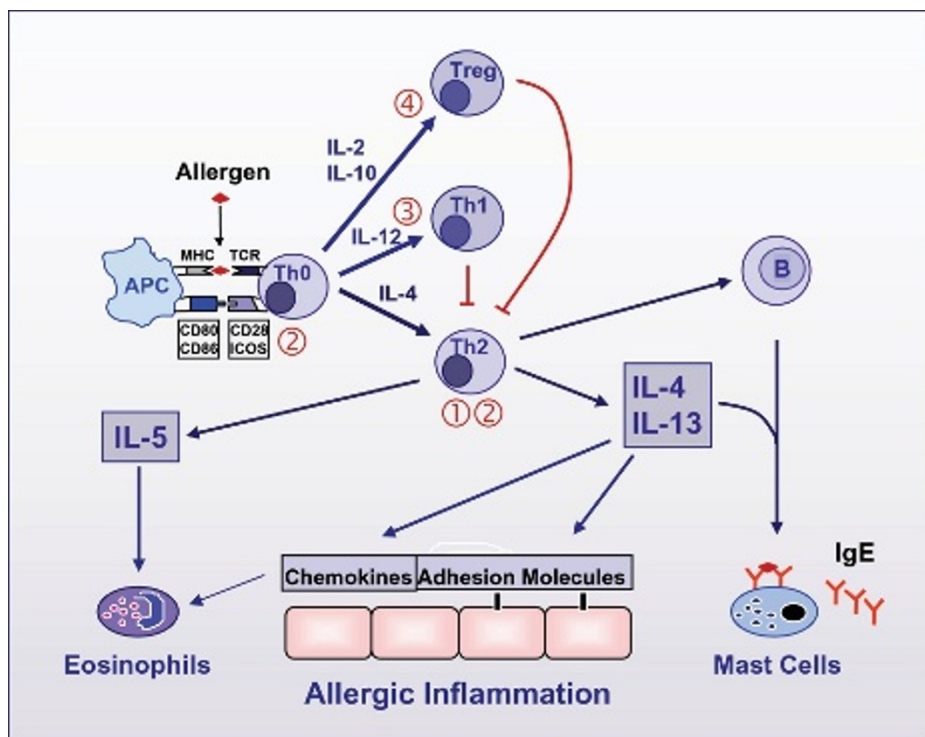 Treg
④
IL-2
IL-10
Allergen
③
Th1
MHC
TCR
IL-12
Th0
APC
B
IL-4
CD80
CD86
CD28
ICOS
②
Th2
IL-4
IL-13
①②
IL-5
IgE
Chemokines
Adhesion Molecules
Eosinophils
Mast Cells
Allergic Inflammation